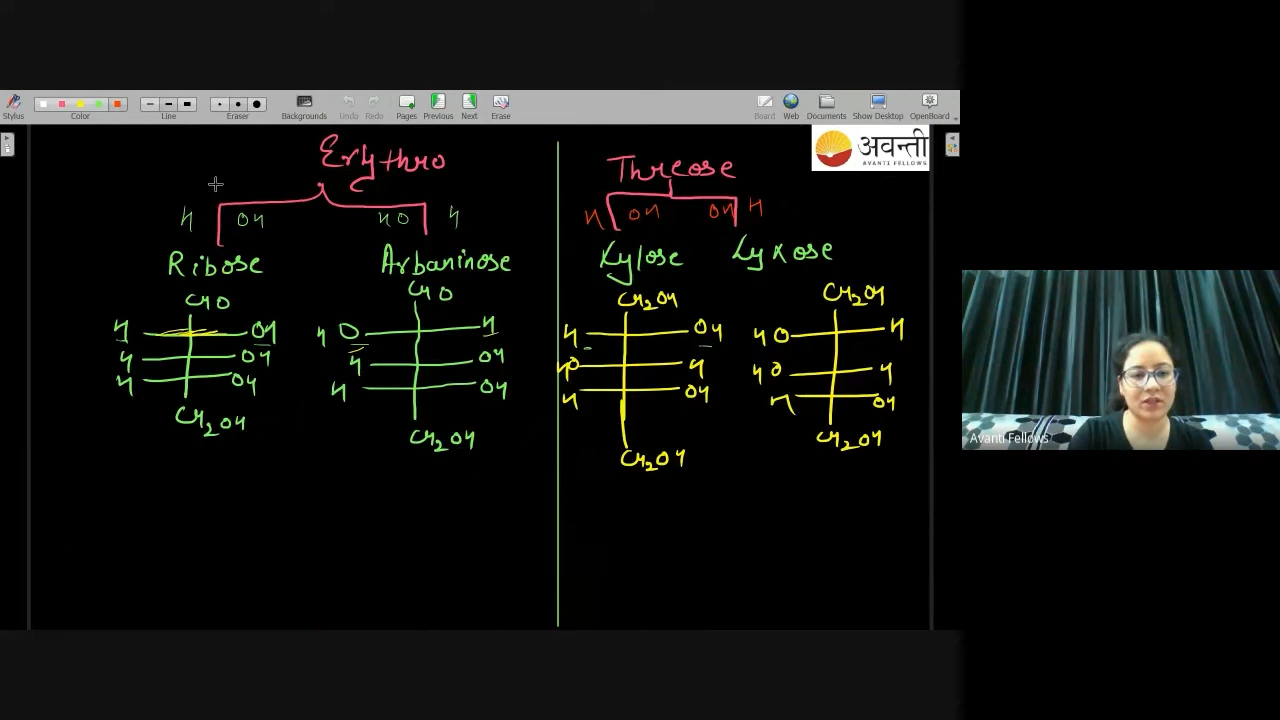 Stylus Color Line Eraser Backgrounds Undo Redo Pages Previous Next Erase Board Web Documents Show Desktop OpenBoard
अवन्ती
AVANTI FELLOWS
Erythro
H OH HO H
Ribose Arbaninose
CHO
H OH
H OH
H OH
CH2OH
CHO
HO H
H OH
H OH
CH2OH
Threose
H OH OH H
Xylose Lyxose
CH2OH
H OH
HO H
H OH
CH2OH
CH2OH
HO H
HO H
H OH
CH2OH
Avanti Fellows